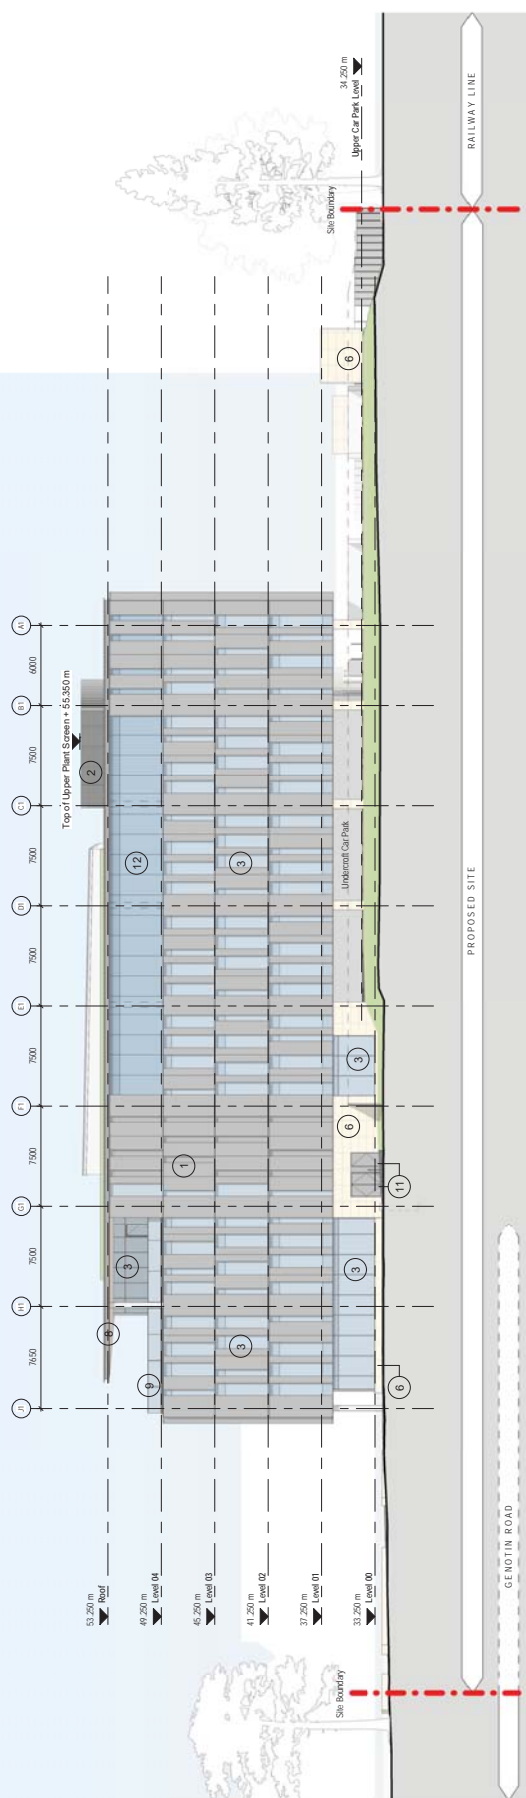 J1 7650 H1 7500 G1 7500 F1 7500 E1 7500 D1 7500 C1 7500 B1 6000 A1
Top of Upper Plant Screen + 55.350 m
2
53.250 m
Roof
8
3
12
49.250 m
Level 04
9
1
45.250 m
Level 03
3
3
41.250 m
Level 02
37.250 m
Level 01
34.250 m
Upper Car Park Level
Site Boundary
Site Boundary
6
6
Undercroft Car Park
3
3
33.250 m
Level 00
6
11
RAILWAY LINE
PROPOSED SITE
GENOTIN ROAD